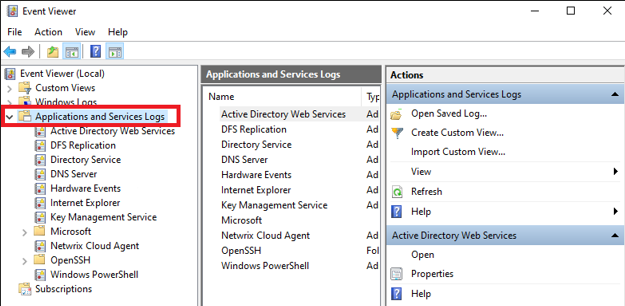 Event Viewer
File Action View Help
Event Viewer (Local)
Custom Views
Windows Logs
Applications and Services Logs
Active Directory Web Services
DFS Replication
Directory Service
DNS Server
Hardware Events
Internet Explorer
Key Management Service
Microsoft
Netwrix Cloud Agent
OpenSSH
Windows PowerShell
Subscriptions
Applications and Services Logs
Name Typ
Active Directory Web Services Ad
DFS Replication Ad
Directory Service Ad
DNS Server Ad
Hardware Events Ad
Internet Explorer Ad
Key Management Service Ad
Microsoft
Netwrix Cloud Agent Ad
OpenSSH Fol
Windows PowerShell Ad
Actions
Applications and Services Logs
Open Saved Log...
Create Custom View...
Import Custom View...
View
Refresh
Help
Active Directory Web Services
Open
Properties
Help